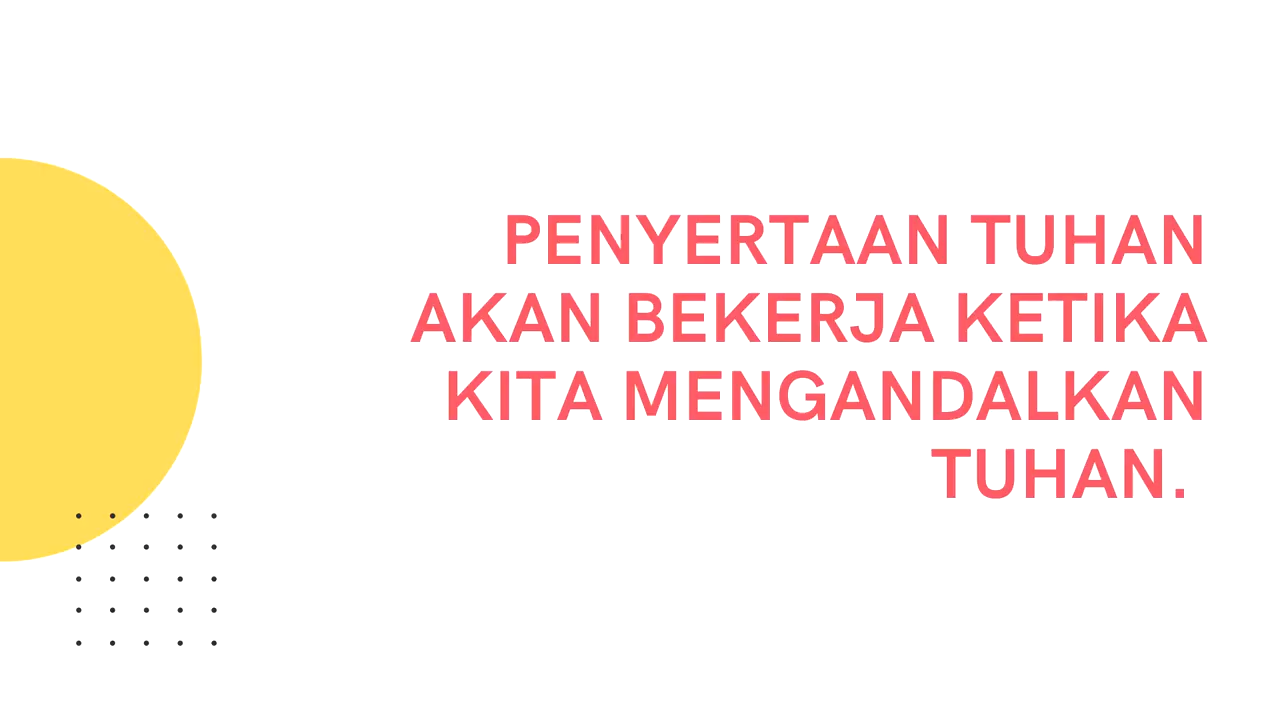 PENYERTAAN TUHAN
AKAN BEKERJA KETIKA
KITA MENGANDALKAN
TUHAN.